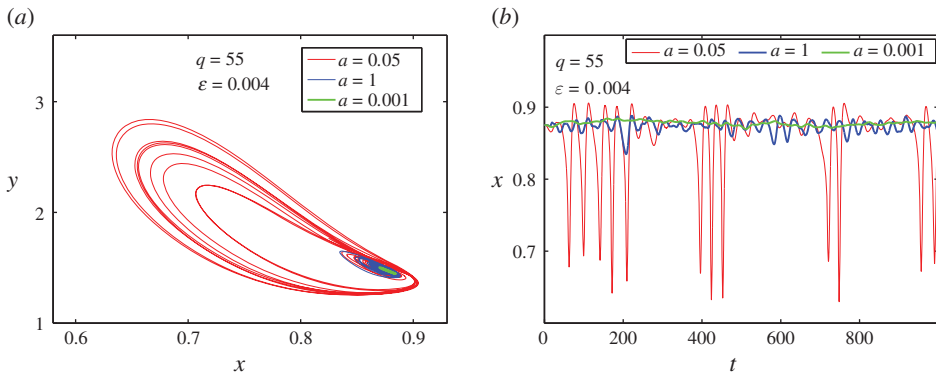 (a)
q = 55
ε = 0.004
a = 0.05
a = 1
a = 0.001
3
y
2
1
0.6 0.7 0.8 0.9
x
(b)
a = 0.05 a = 1 a = 0.001
q = 55
ε = 0.004
0.9
x 0.8
0.7
0 200 400 600 800
t